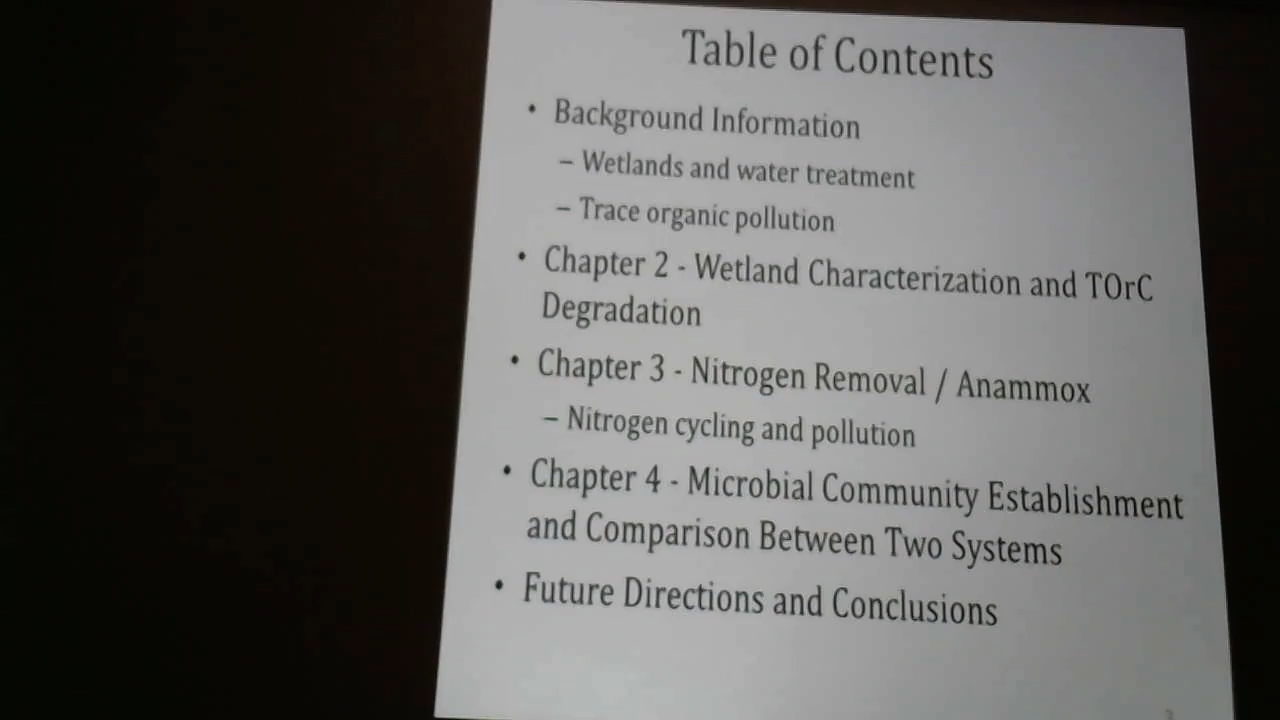 Table of Contents
• Background Information
– Wetlands and water treatment
– Trace organic pollution
• Chapter 2 - Wetland Characterization and TOrC
Degradation
• Chapter 3 - Nitrogen Removal / Anammox
– Nitrogen cycling and pollution
• Chapter 4 - Microbial Community Establishment
and Comparison Between Two Systems
• Future Directions and Conclusions